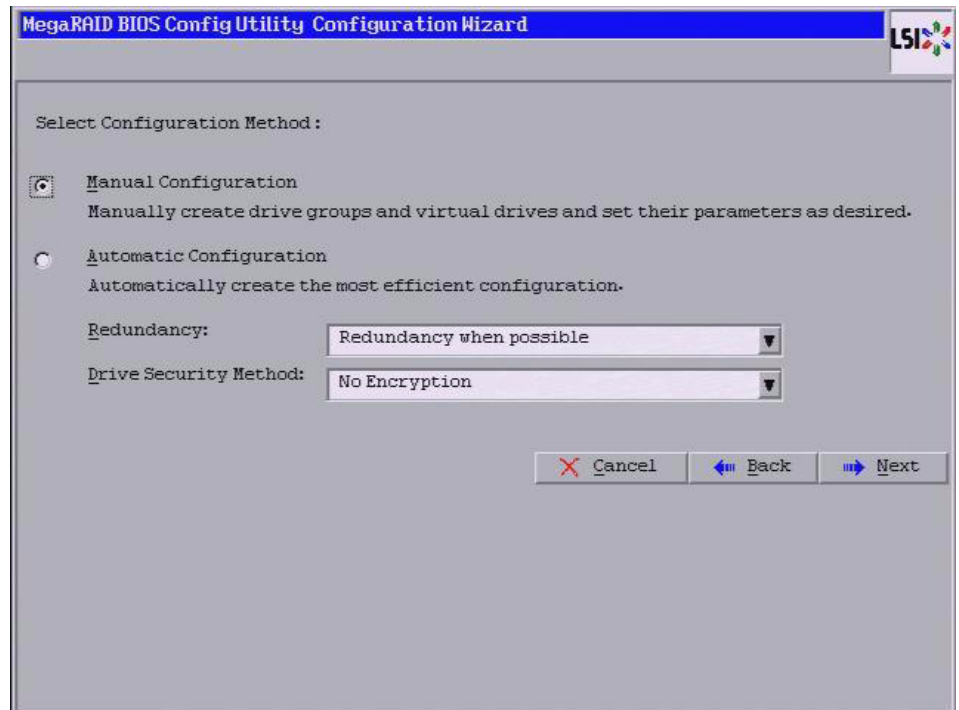 MegaRAID BIOS Config Utility Configuration Wizard
LSI
Select Configuration Method:
Manual Configuration
Manually create drive groups and virtual drives and set their parameters as desired.
Automatic Configuration
Automatically create the most efficient configuration.
Redundancy: Redundancy when possible
Drive Security Method: No Encryption
Cancel Back Next